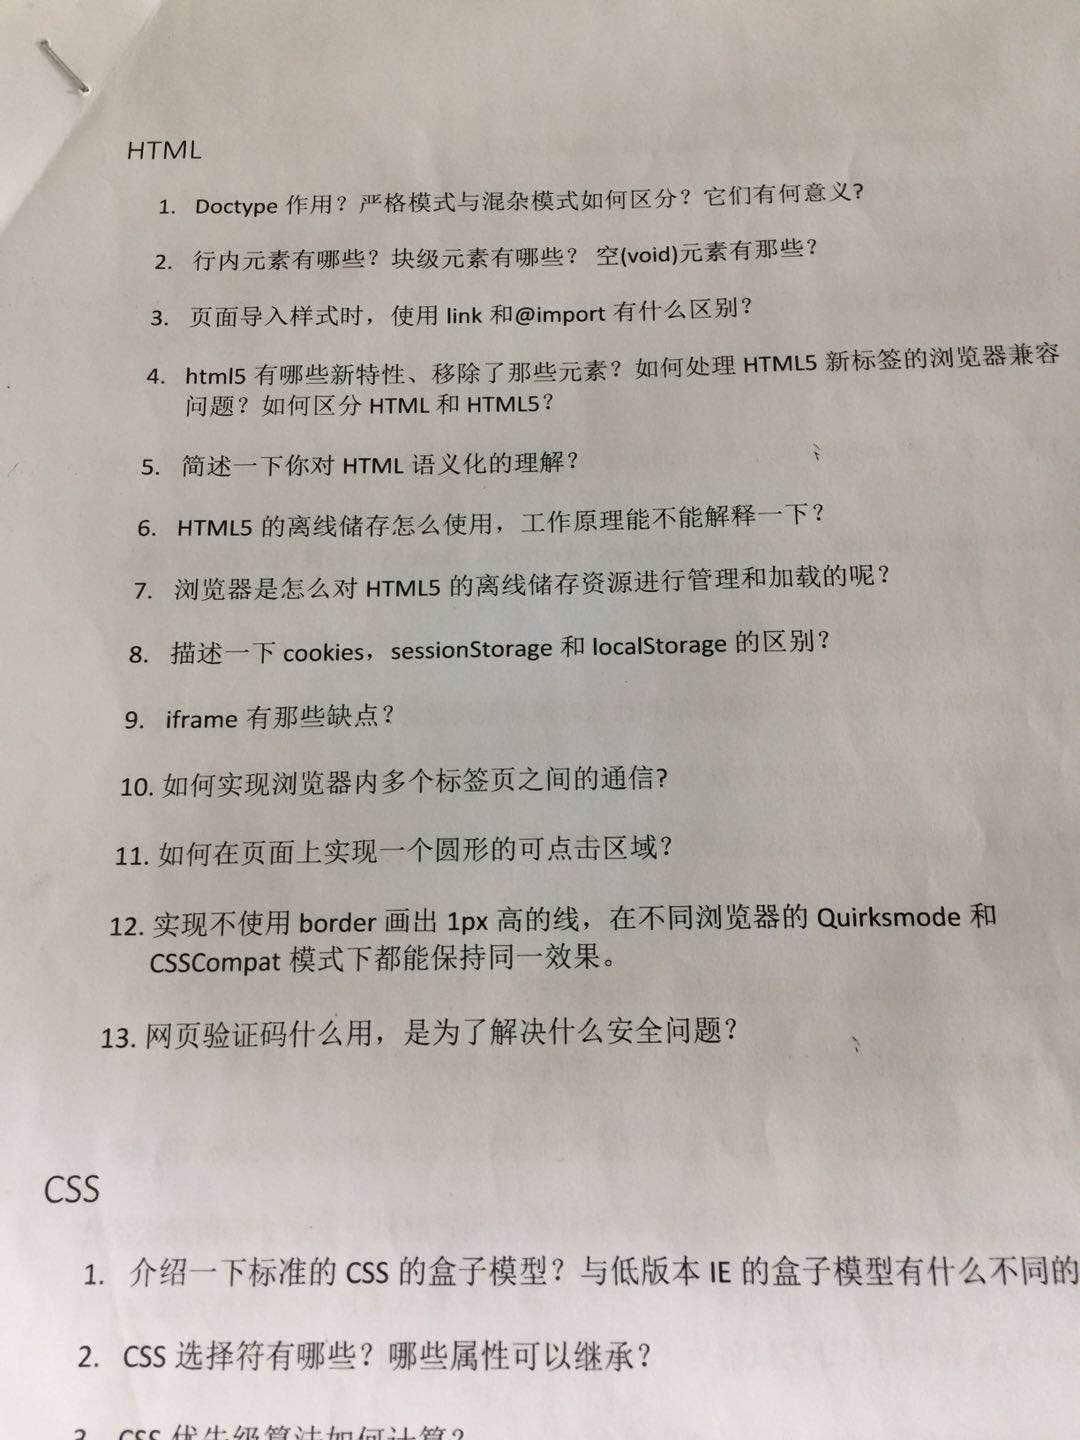 HTML
1. Doctype 作用？严格模式与混杂模式如何区分？它们有何意义?
2. 行内元素有哪些？块级元素有哪些？ 空(void)元素有那些？
3. 页面导入样式时，使用 link 和@import 有什么区别？
4. html5 有哪些新特性、移除了那些元素？如何处理 HTML5 新标签的浏览器兼容
问题？如何区分 HTML 和 HTML5？
5. 简述一下你对 HTML 语义化的理解？
6. HTML5 的离线储存怎么使用，工作原理能不能解释一下？
7. 浏览器是怎么对 HTML5 的离线储存资源进行管理和加载的呢？
8. 描述一下 cookies，sessionStorage 和 localStorage 的区别？
9. iframe 有那些缺点？
10. 如何实现浏览器内多个标签页之间的通信?
11. 如何在页面上实现一个圆形的可点击区域？
12. 实现不使用 border 画出 1px 高的线，在不同浏览器的 Quirksmode 和
CSSCompat 模式下都能保持同一效果。
13. 网页验证码什么用，是为了解决什么安全问题？
CSS
1. 介绍一下标准的 CSS 的盒子模型？与低版本 IE 的盒子模型有什么不同的
2. CSS 选择符有哪些？哪些属性可以继承？
3. CSS 优先级算法如何计算？